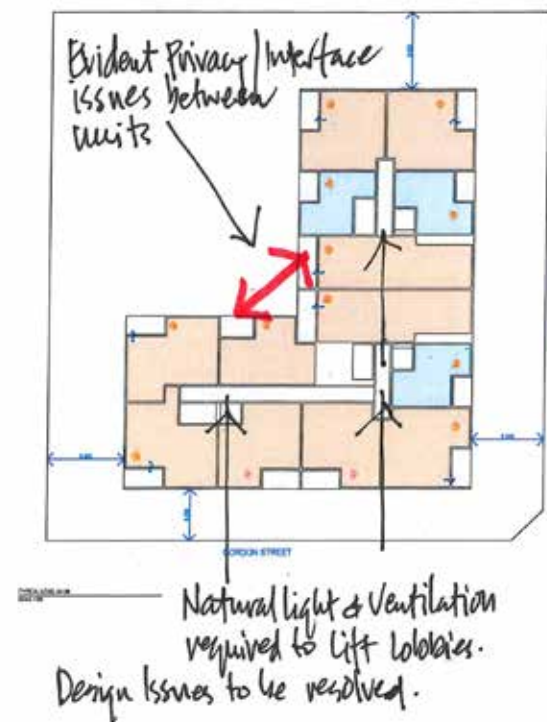 Evident Privacy/Interface
issues between
units
GORDON STREET
Natural light & Ventilation
required to Lift Lobbies.
Design Issues to be resolved.